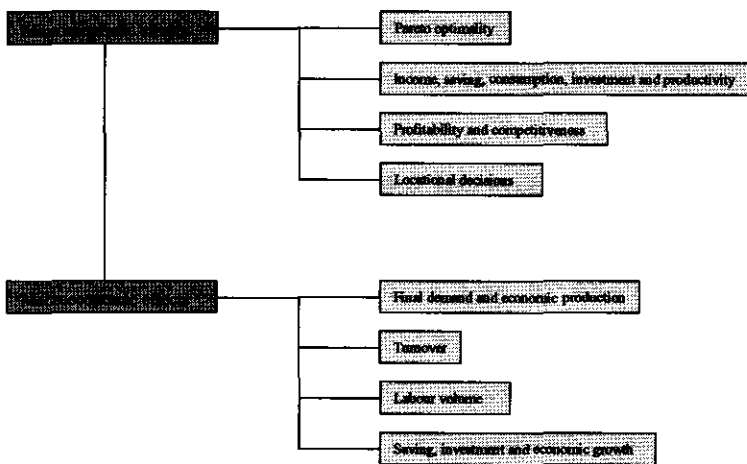 Pareto optimality
Income, saving, consumption, investment and productivity
Profitability and competitiveness
Locational decisions
Final demand and economic production
Turnover
Labour volume
Saving, investment and economic growth